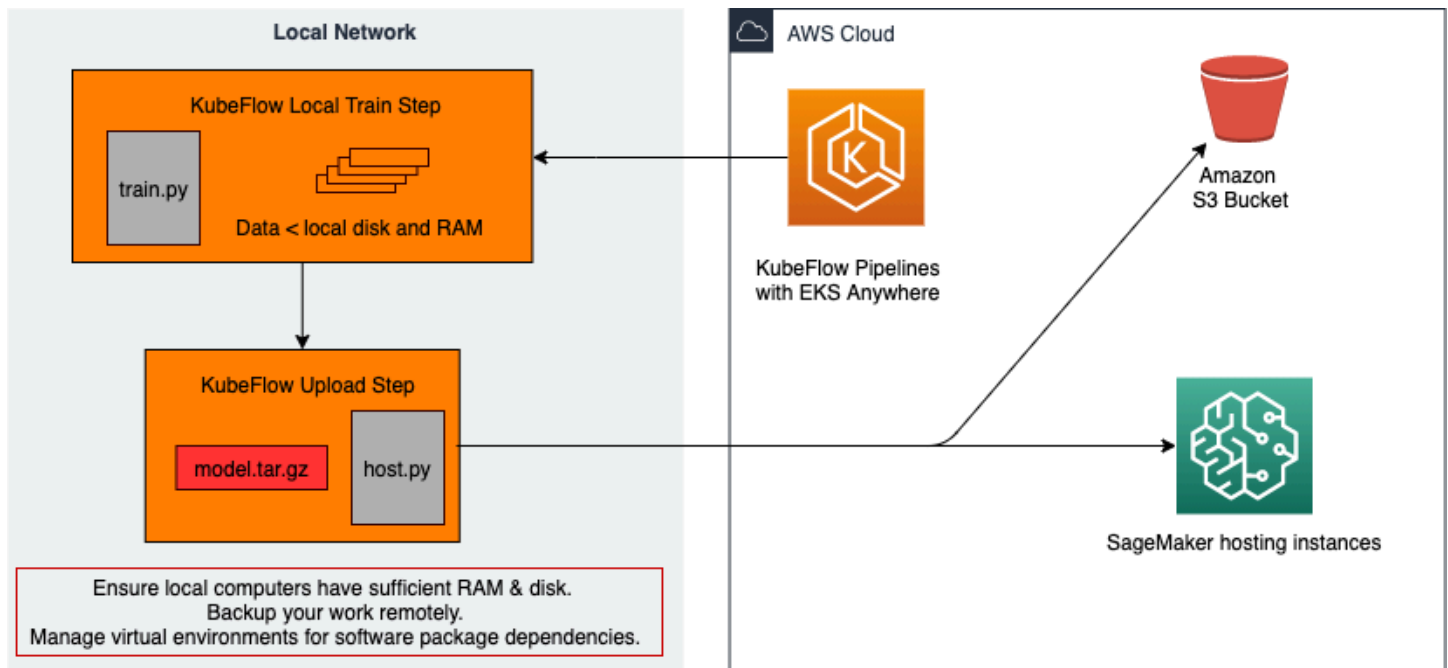 Local Network
KubeFlow Local Train Step
train.py
Data < local disk and RAM
KubeFlow Upload Step
model.tar.gz
host.py
Ensure local computers have sufficient RAM & disk.
Backup your work remotely.
Manage virtual environments for software package dependencies.
AWS Cloud
K
KubeFlow Pipelines
with EKS Anywhere
Amazon
S3 Bucket
SageMaker hosting instances